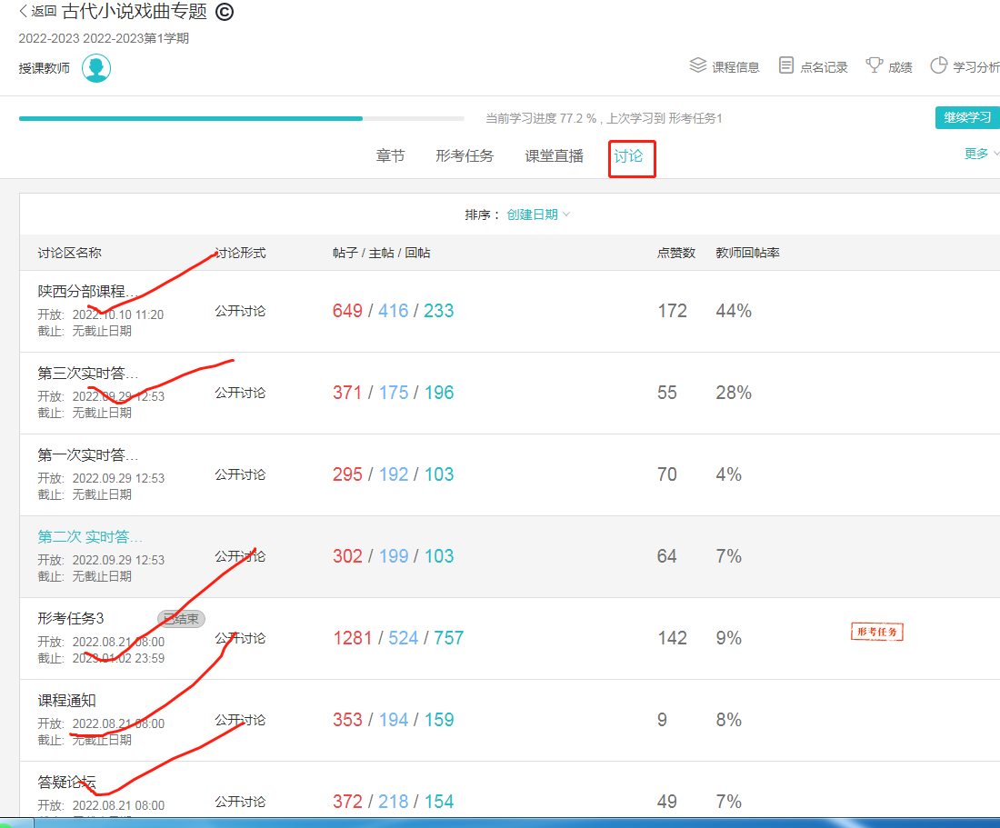 返回 古代小说戏曲专题 ©
2022-2023 2022-2023第1学期
授课教师
课程信息 点名记录 成绩 学习分析
当前学习进度 77.2 % , 上次学习到 形考任务1
继续学习
章节 形考任务 课堂直播 讨论
更多
排序： 创建日期
讨论区名称 讨论形式 帖子 / 主帖 / 回帖 点赞数 教师回帖率
陕西分部课程...
开放: 2022.10.10 11:20
截止: 无截止日期
公开讨论 649 / 416 / 233 172 44%
第三次实时答...
开放: 2022.09.29 12:53
截止: 无截止日期
公开讨论 371 / 175 / 196 55 28%
第一次实时答...
开放: 2022.09.29 12:53
截止: 无截止日期
公开讨论 295 / 192 / 103 70 4%
第二次 实时答...
开放: 2022.09.29 12:53
截止: 无截止日期
公开讨论 302 / 199 / 103 64 7%
形考任务3 已结束
开放: 2022.08.21 08:00
截止: 2023.01.02 23:59
公开讨论 1281 / 524 / 757 142 9% 形考任务
课程通知
开放: 2022.08.21 08:00
截止: 无截止日期
公开讨论 353 / 194 / 159 9 8%
答疑论坛
开放: 2022.08.21 08:00
公开讨论 372 / 218 / 154 49 7%